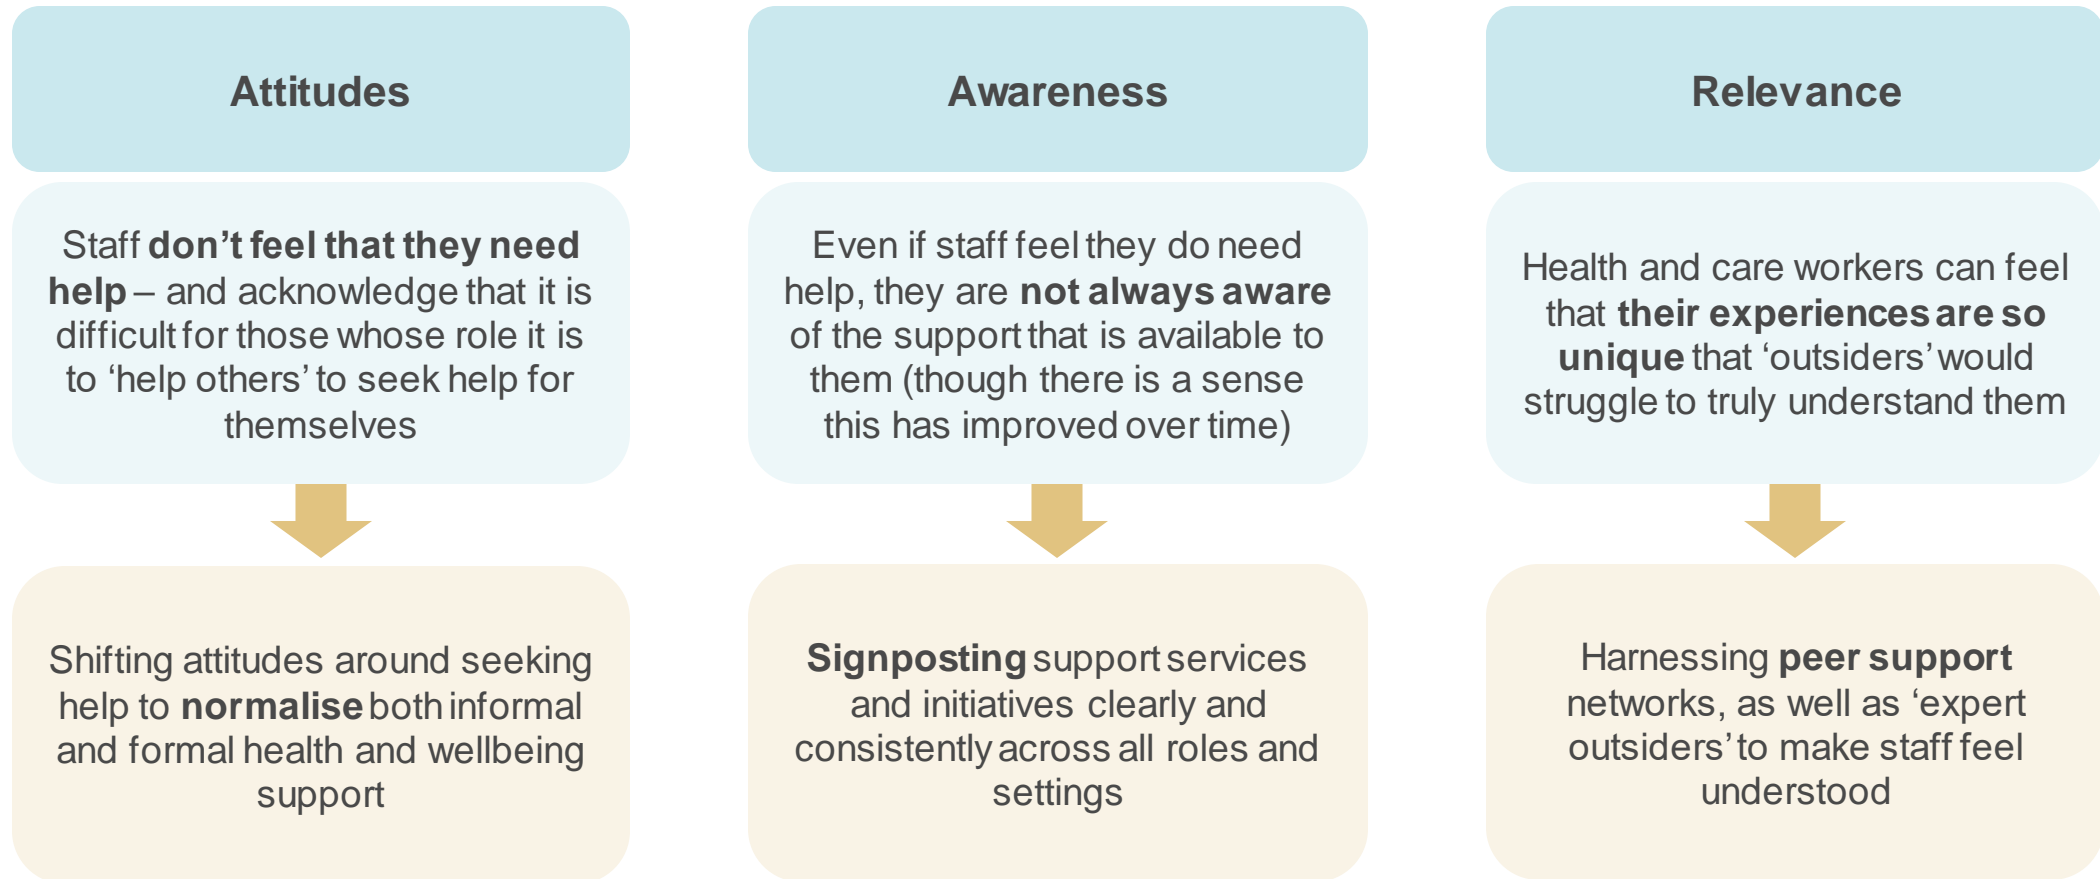 Attitudes
Staff don’t feel that they need
help – and acknowledge that it is
difficult for those whose role it is
to ‘help others’ to seek help for
themselves
Shifting attitudes around seeking
help to normalise both informal
and formal health and wellbeing
support
Awareness
Even if staff feel they do need
help, they are not always aware
of the support that is available to
them (though there is a sense
this has improved over time)
Signposting support services
and initiatives clearly and
consistently across all roles and
settings
Relevance
Health and care workers can feel
that their experiences are so
unique that ‘outsiders’ would
struggle to truly understand them
Harnessing peer support
networks, as well as ‘expert
outsiders’ to make staff feel
understood